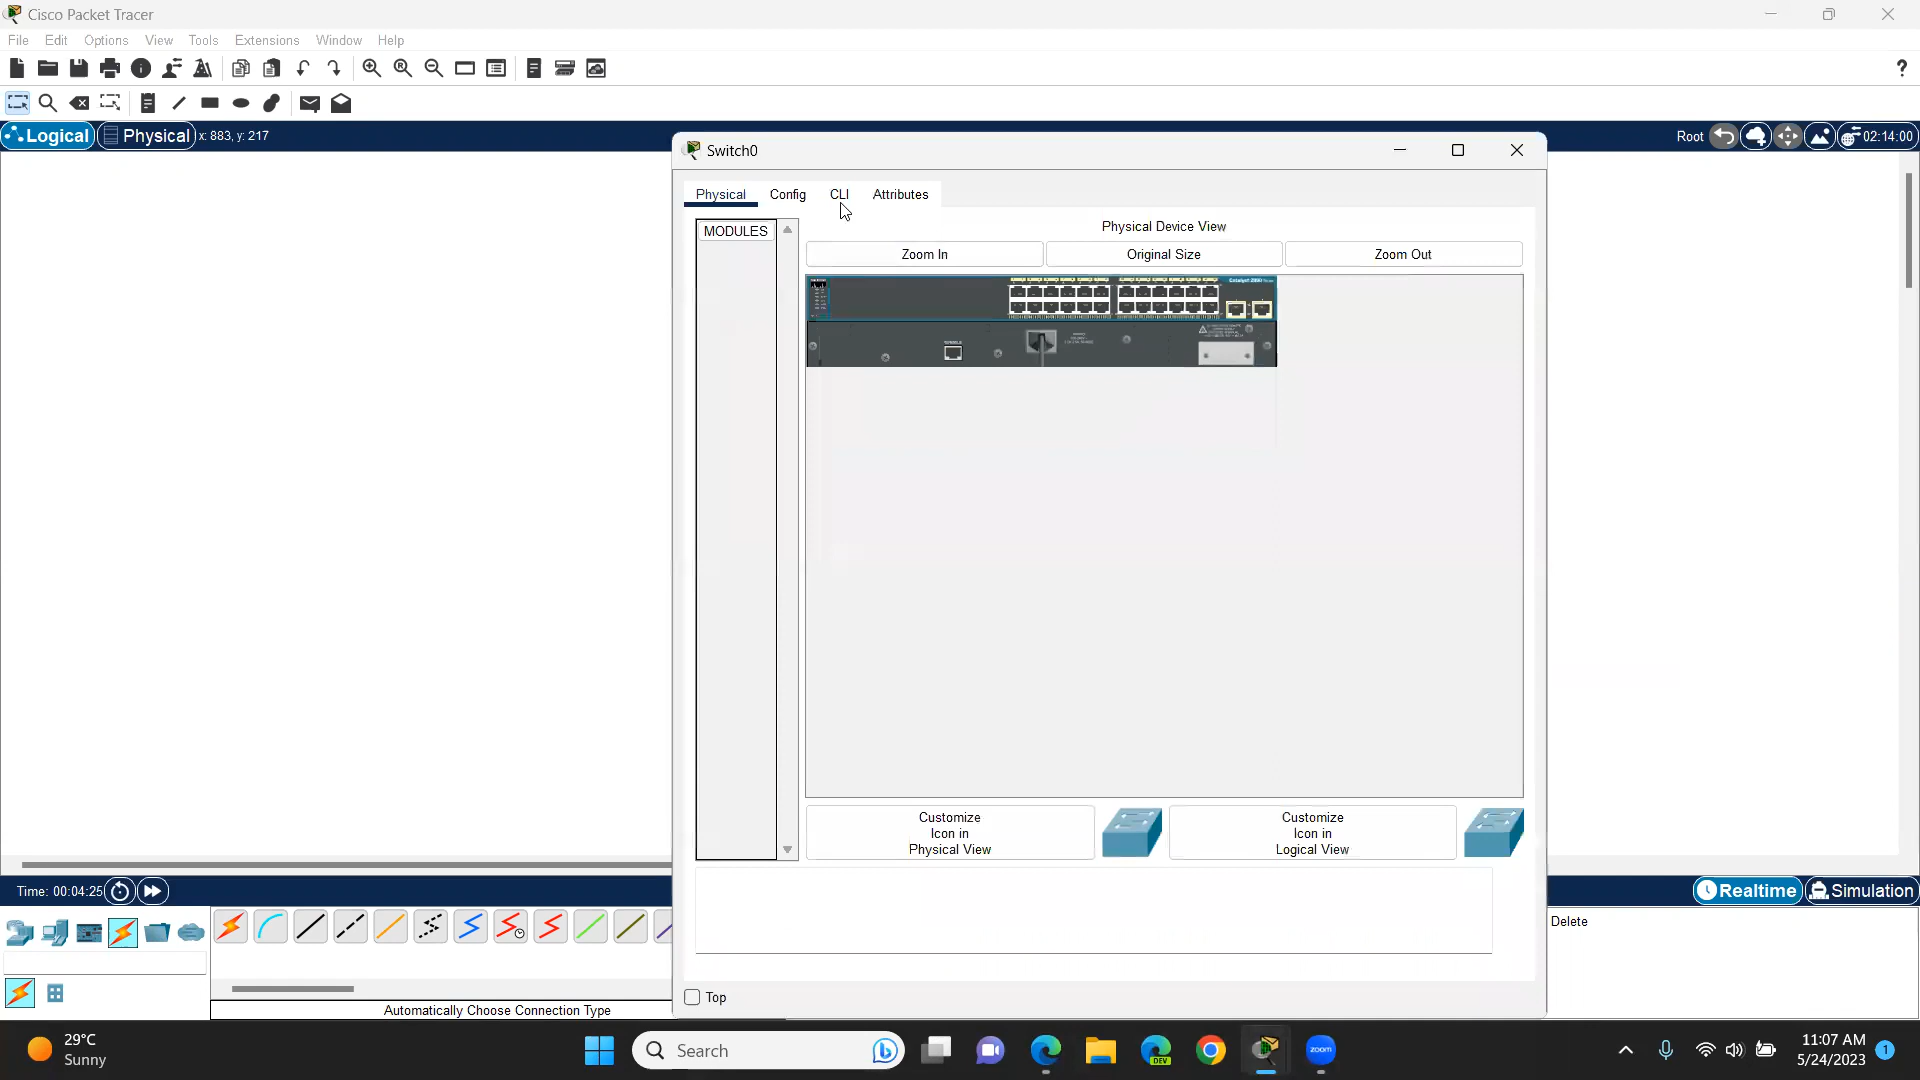 Cisco Packet Tracer
File Edit Options View Tools Extensions Window Help
?
Logical Physical x: 883, y: 217
Root 02:14:00
Switch0
Physical Config CLI Attributes
MODULES
Physical Device View
Zoom In Original Size Zoom Out
Customize
Icon in
Physical View
Customize
Icon in
Logical View
Top
Time: 00:04:25
Realtime Simulation
Delete
Automatically Choose Connection Type
29°C
Sunny
Search
DEV
zoom
11:07 AM
5/24/2023
1